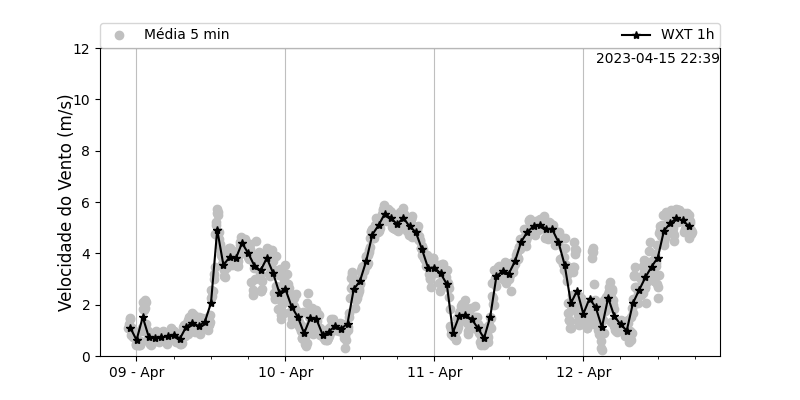 Média 5 min
WXT 1h
2023-04-15 22:39
Velocidade do Vento (m/s)
12
10
8
6
4
2
0
09 - Apr
10 - Apr
11 - Apr
12 - Apr